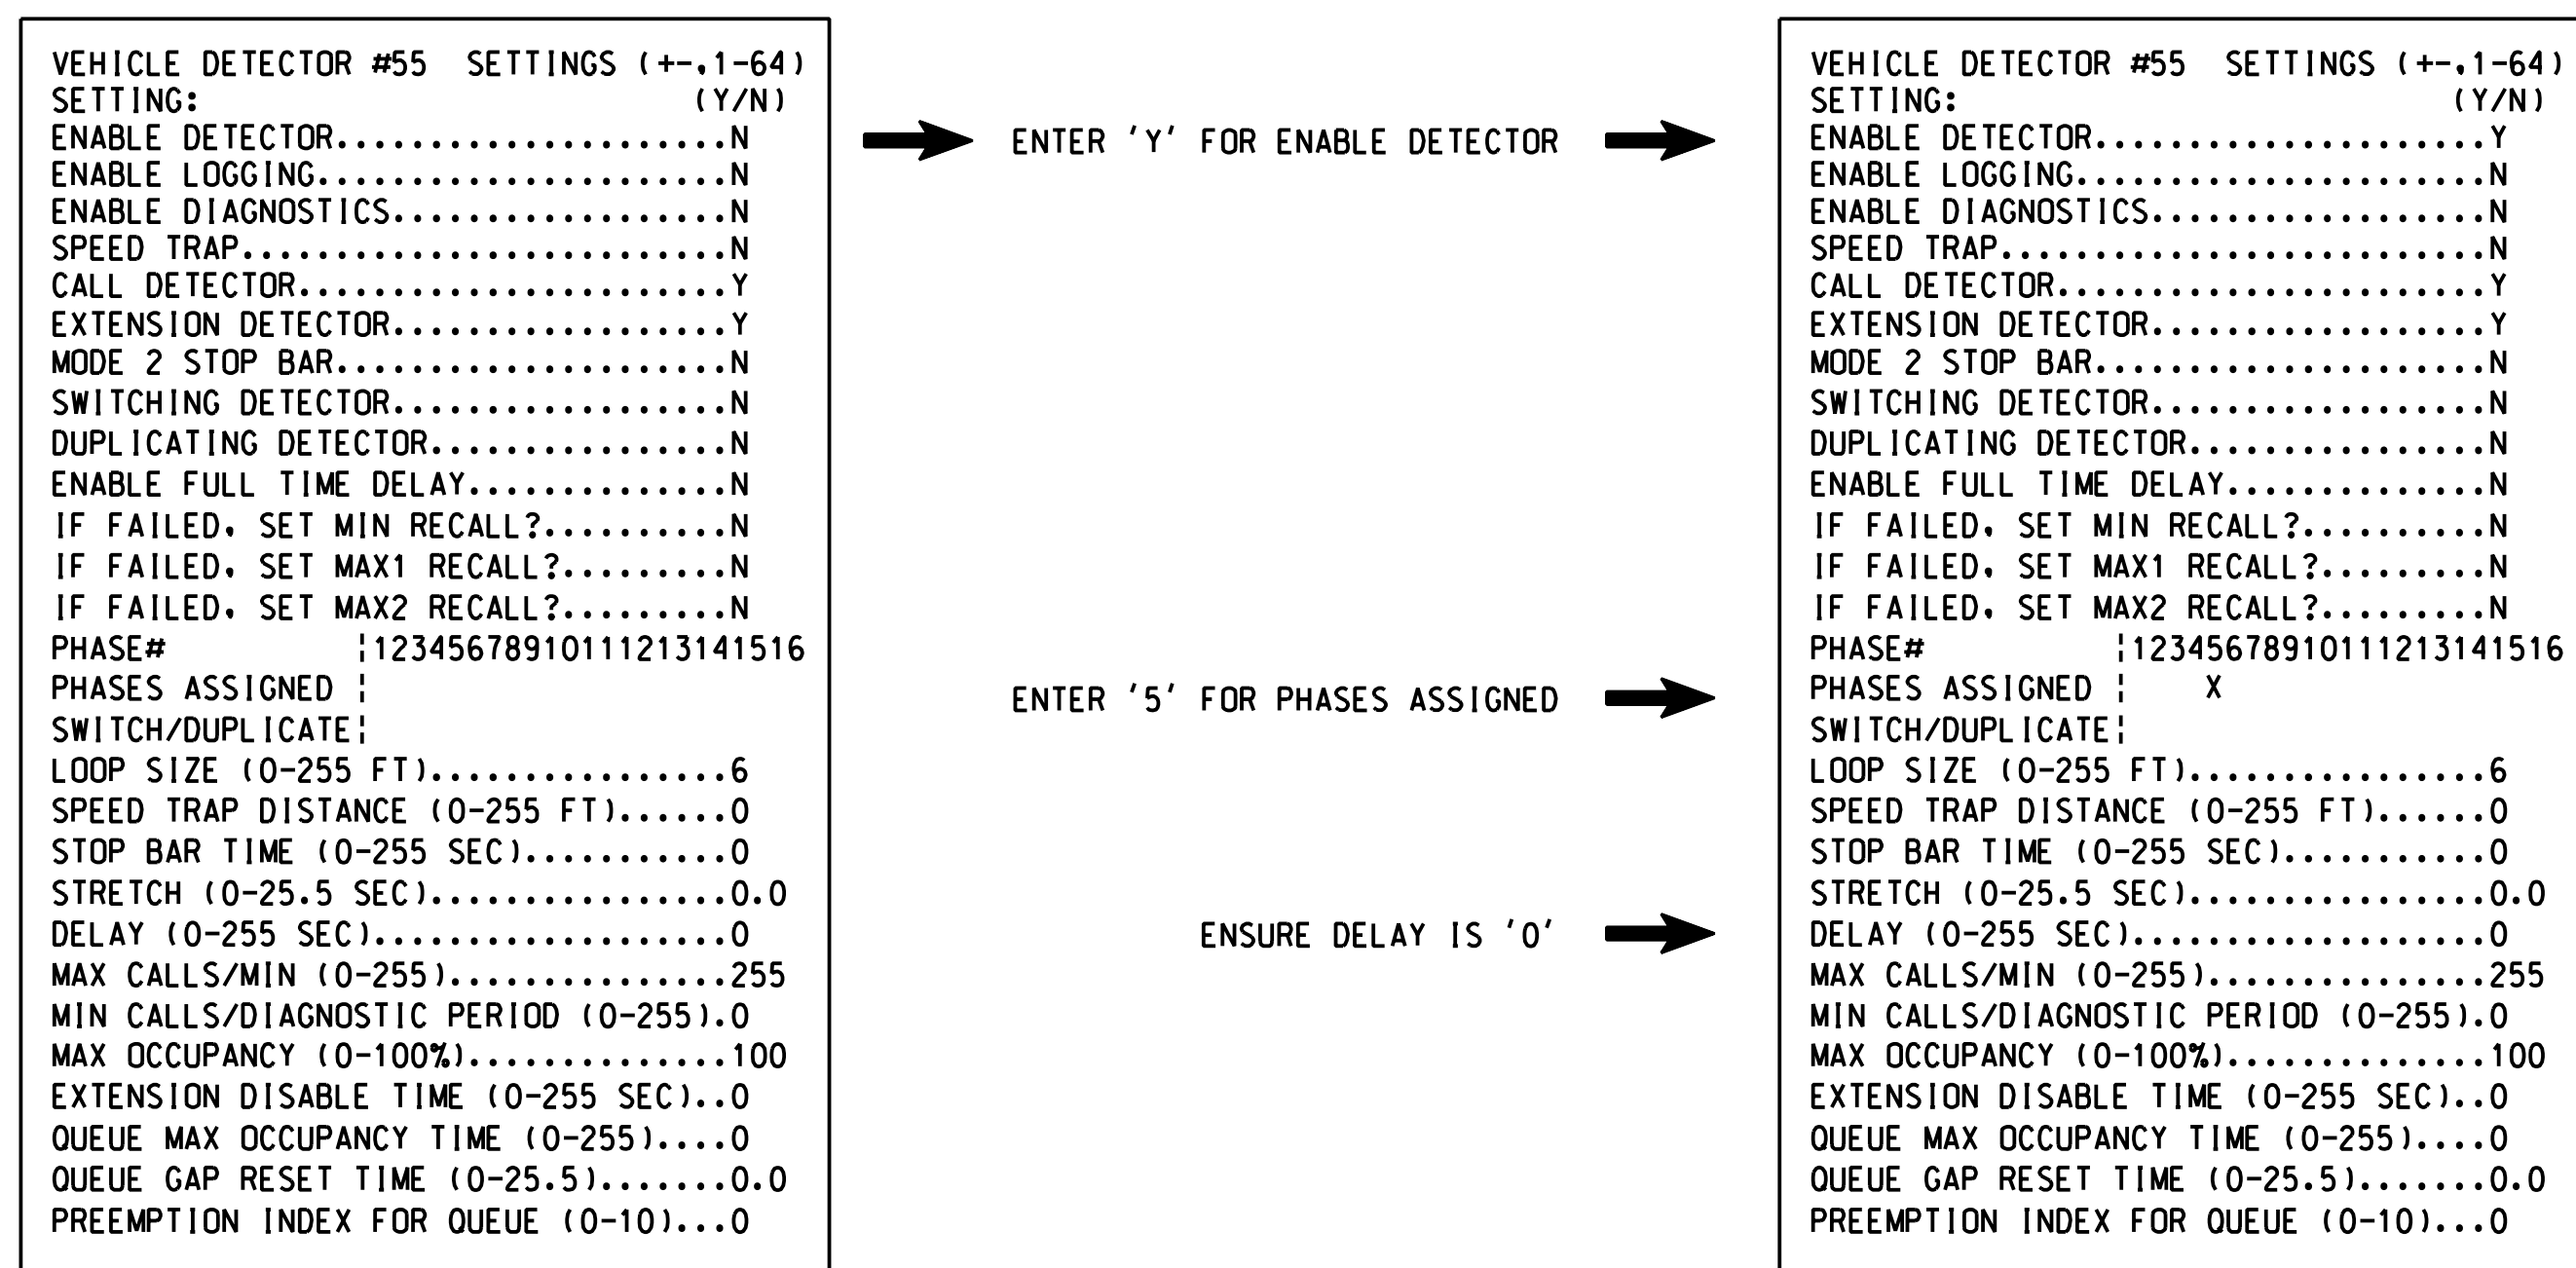 VEHICLE DETECTOR #55  SETTINGS (+-,1-64)
SETTING:                          (Y/N)
ENABLE DETECTOR.....................N
ENABLE LOGGING......................N
ENABLE DIAGNOSTICS..................N
SPEED TRAP..........................N
CALL DETECTOR.......................Y
EXTENSION DETECTOR..................Y
MODE 2 STOP BAR.....................N
SWITCHING DETECTOR..................N
DUPLICATING DETECTOR................N
ENABLE FULL TIME DELAY..............N
IF FAILED, SET MIN RECALL?..........N
IF FAILED, SET MAX1 RECALL?.........N
IF FAILED, SET MAX2 RECALL?.........N
PHASE#          ¦12345678910111213141516
PHASES ASSIGNED ¦
SWITCH/DUPLICATE¦
LOOP SIZE (0-255 FT)................6
SPEED TRAP DISTANCE (0-255 FT)......0
STOP BAR TIME (0-255 SEC)...........0
STRETCH (0-25.5 SEC)................0.0
DELAY (0-255 SEC)...................0
MAX CALLS/MIN (0-255)...............255
MIN CALLS/DIAGNOSTIC PERIOD (0-255).0
MAX OCCUPANCY (0-100%)..............100
EXTENSION DISABLE TIME (0-255 SEC)..0
QUEUE MAX OCCUPANCY TIME (0-255)....0
QUEUE GAP RESET TIME (0-25.5).......0.0
PREEMPTION INDEX FOR QUEUE (0-10)...0
ENTER 'Y' FOR ENABLE DETECTOR
ENTER '5' FOR PHASES ASSIGNED
ENSURE DELAY IS '0'
VEHICLE DETECTOR #55  SETTINGS (+-,1-64)
SETTING:                          (Y/N)
ENABLE DETECTOR.....................Y
ENABLE LOGGING......................N
ENABLE DIAGNOSTICS..................N
SPEED TRAP..........................N
CALL DETECTOR.......................Y
EXTENSION DETECTOR..................Y
MODE 2 STOP BAR.....................N
SWITCHING DETECTOR..................N
DUPLICATING DETECTOR................N
ENABLE FULL TIME DELAY..............N
IF FAILED, SET MIN RECALL?..........N
IF FAILED, SET MAX1 RECALL?.........N
IF FAILED, SET MAX2 RECALL?.........N
PHASE#          ¦12345678910111213141516
PHASES ASSIGNED ¦    X
SWITCH/DUPLICATE¦
LOOP SIZE (0-255 FT)................6
SPEED TRAP DISTANCE (0-255 FT)......0
STOP BAR TIME (0-255 SEC)...........0
STRETCH (0-25.5 SEC)................0.0
DELAY (0-255 SEC)...................0
MAX CALLS/MIN (0-255)...............255
MIN CALLS/DIAGNOSTIC PERIOD (0-255).0
MAX OCCUPANCY (0-100%)..............100
EXTENSION DISABLE TIME (0-255 SEC)..0
QUEUE MAX OCCUPANCY TIME (0-255)....0
QUEUE GAP RESET TIME (0-25.5).......0.0
PREEMPTION INDEX FOR QUEUE (0-10)...0